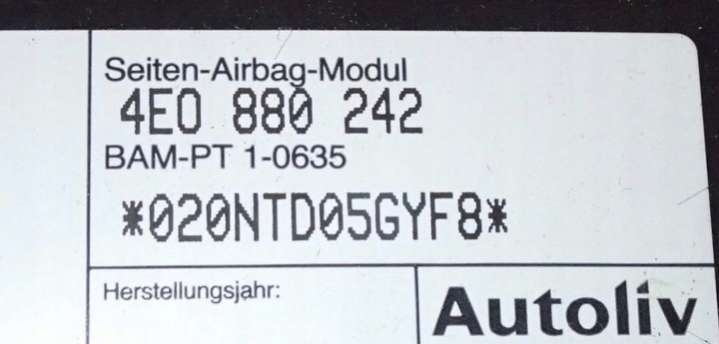 Seiten-Airbag-Modul
4E0 880 242
BAM-PT 1-0635
*020NTD05GYF8*
Herstellungsjahr:
Autoliv